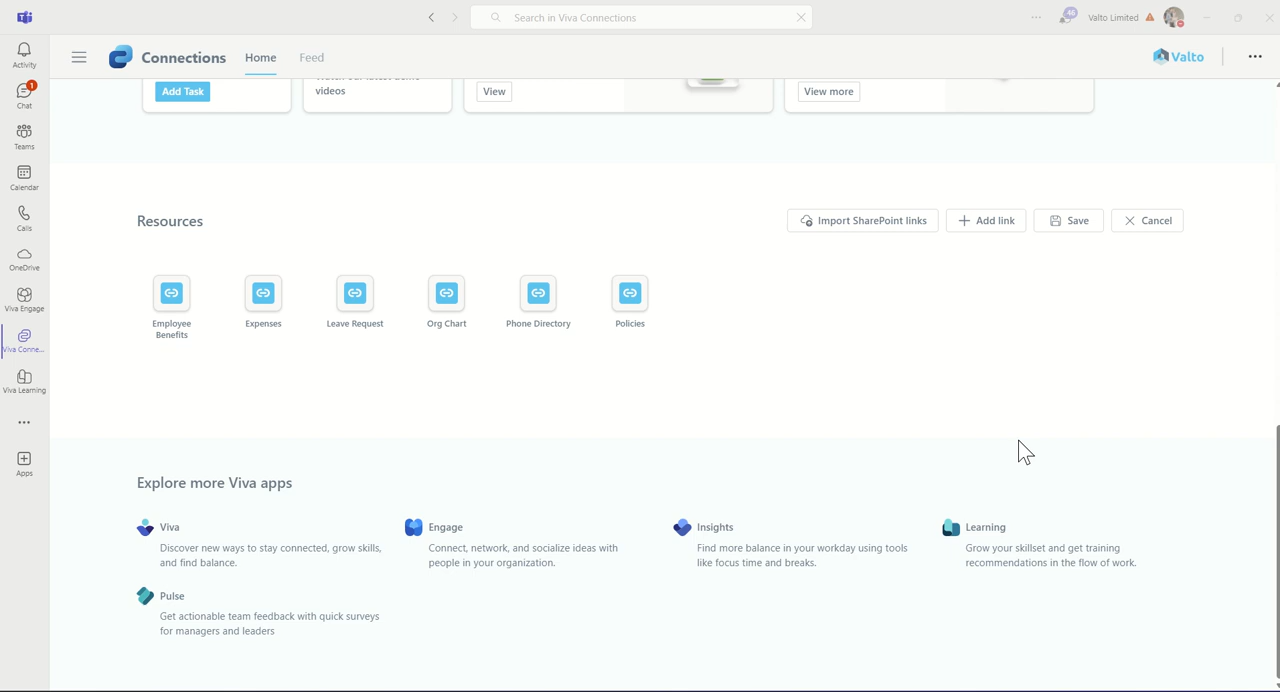 Search in Viva Connections
46
Valto Limited
Activity
1
Chat
Teams
Calendar
Calls
OneDrive
Viva Engage
Viva Conne...
Viva Learning
Apps
Connections
Home
Feed
Valto
Add Task
videos
View
View more
Resources
Import SharePoint links
Add link
Save
Cancel
Employee
Benefits
Expenses
Leave Request
Org Chart
Phone Directory
Policies
Explore more Viva apps
Viva
Discover new ways to stay connected, grow skills,
and find balance.
Engage
Connect, network, and socialize ideas with
people in your organization.
Insights
Find more balance in your workday using tools
like focus time and breaks.
Learning
Grow your skillset and get training
recommendations in the flow of work.
Pulse
Get actionable team feedback with quick surveys
for managers and leaders